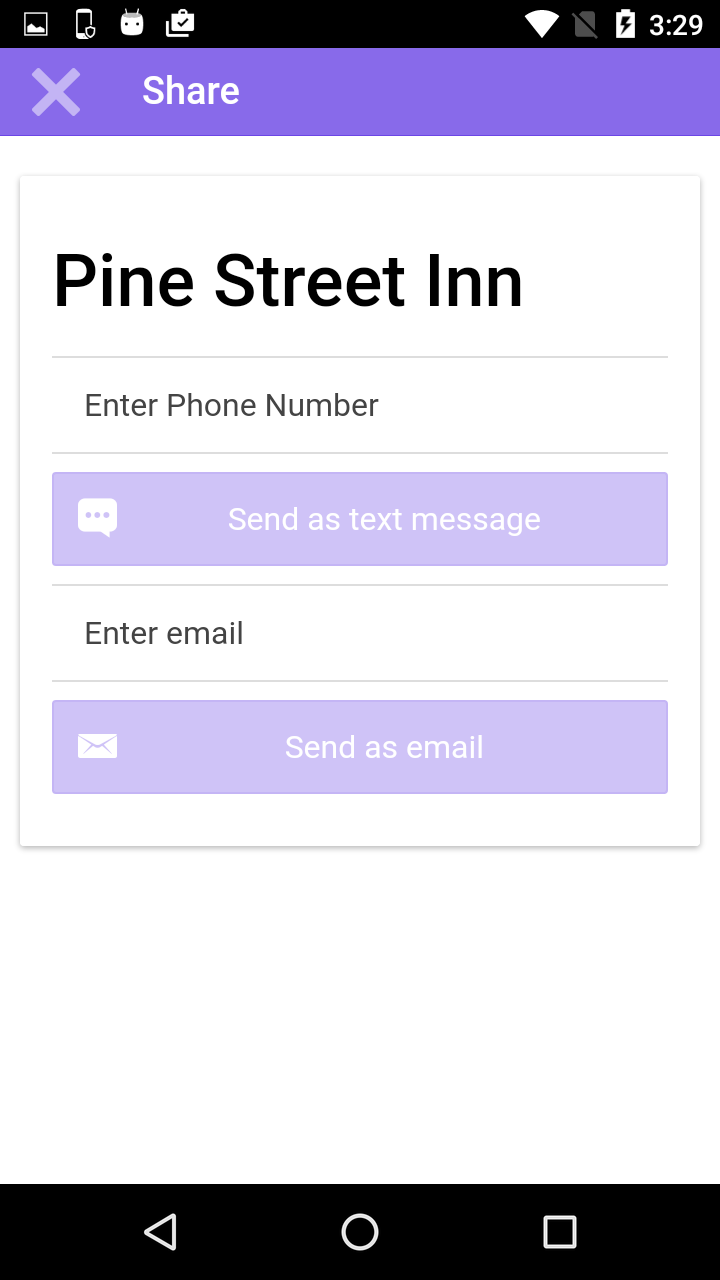 3:29
Share
Pine Street Inn
Enter Phone Number
Send as text message
Enter email
Send as email